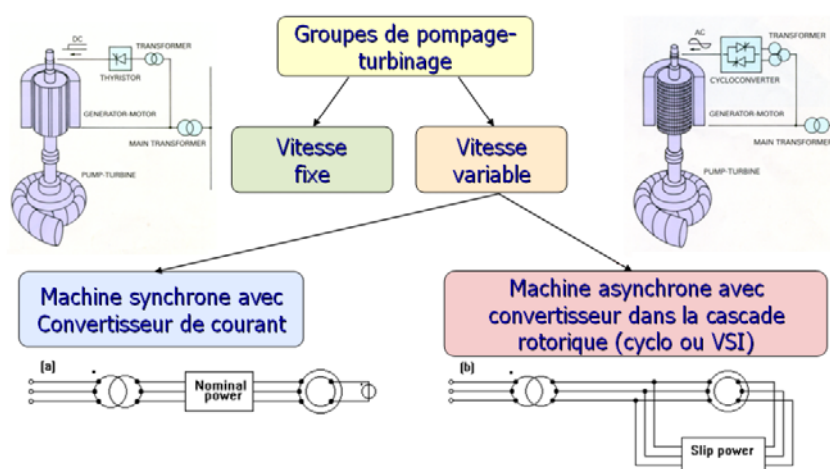 Groupes de pompage-
turbinage
DC
TRANSFORMER
THYRISTOR
GENERATOR-MOTOR
MAIN TRANSFORMER
PUMP-TURBINE
Vitesse
fixe
Vitesse
variable
AC
TRANSFORMER
CYCLOCONVERTER
GENERATOR-MOTOR
MAIN TRANSFORMER
PUMP-TURBINE
Machine synchrone avec
Convertisseur de courant
Machine asynchrone avec
convertisseur dans la cascade
rotorique (cyclo ou VSI)
[a]
Nominal
power
[b]
Slip power